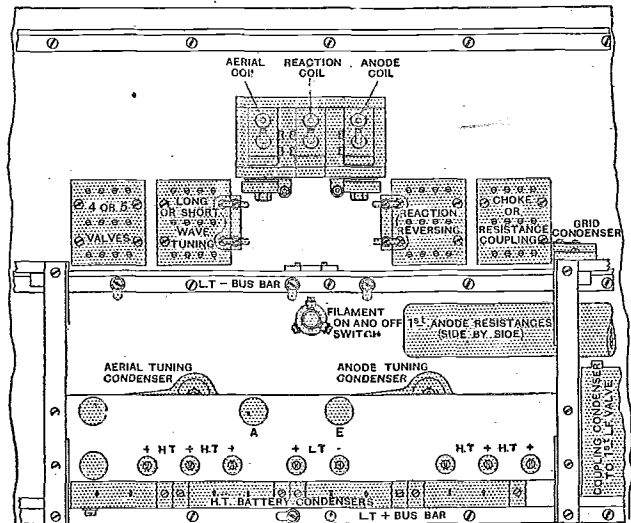 AERIAL COIL
REACTION COIL
ANODE COIL
4 OR 5
VALVES
LONG
OR SHORT
WAVE
TUNING
REACTION
REVERSING
CHOKE
OR
RESISTANCE
COUPLING
GRID
CONDENSER
L.T - BUS BAR
FILAMENT
ON AND OFF
SWITCH
1st ANODE RESISTANCES
(SIDE BY SIDE)
AERIAL TUNING
CONDENSER
ANODE TUNING
CONDENSER
COUPLING CONDENSER
TO 1st LF VALVE
A
E
+ H.T + H.T +
+ L.T -
H.T + H.T +
H.T. BATTERY CONDENSERS
L.T + BUS BAR